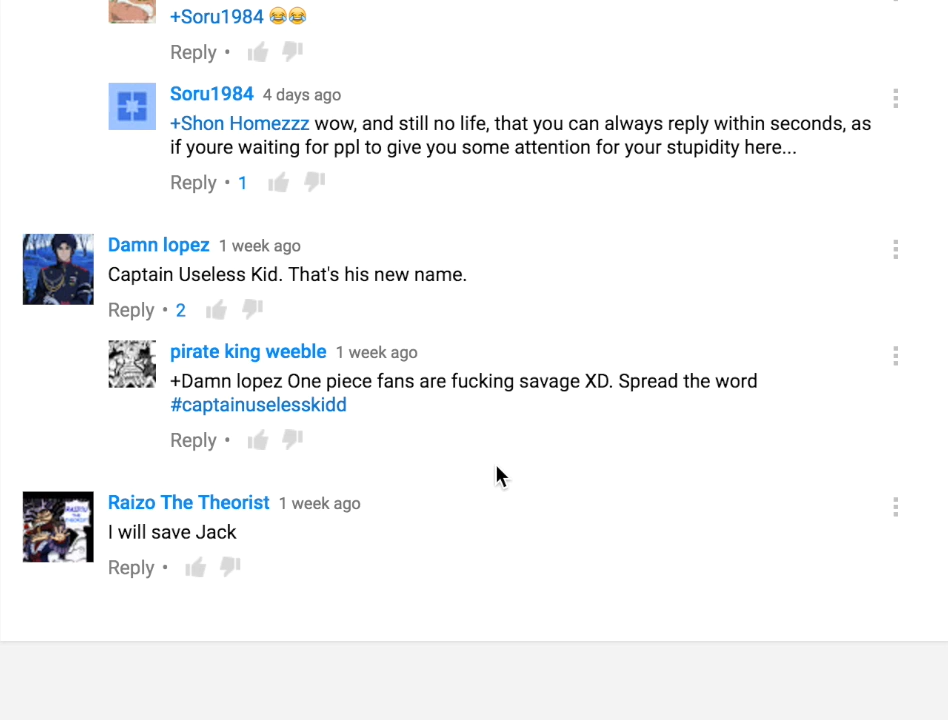 +Soru1984 😂😂
Reply •
Soru1984 4 days ago
+Shon Homezzz wow, and still no life, that you can always reply within seconds, as
if youre waiting for ppl to give you some attention for your stupidity here...
Reply • 1
Damn lopez 1 week ago
Captain Useless Kid. That's his new name.
Reply • 2
pirate king weeble 1 week ago
+Damn lopez One piece fans are fucking savage XD. Spread the word
#captainuselesskidd
Reply •
Raizo The Theorist 1 week ago
I will save Jack
Reply •